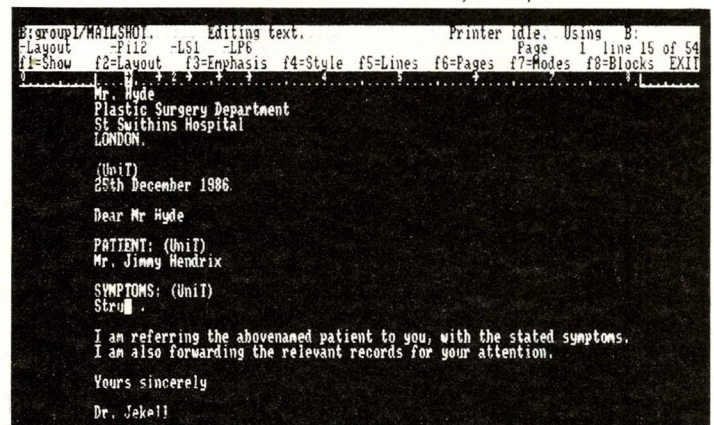 B:group1/MAILSHOT. Editing text. Printer idle. Using B:
-Layout -Pi12 -LS1 -LP6 Page 1 line 15 of 54
f1=Show f2=Layout f3=Emphasis f4=Style f5=Lines f6=Pages f7=Modes f8=Blocks EXIT
Mr. Hyde
Plastic Surgery Department
St Swithins Hospital
LONDON.
(UniT)
25th December 1986
Dear Mr Hyde
PATIENT: (UniT)
Mr. Jimmy Hendrix
SYMPTOMS: (UniT)
Stru .
I am referring the abovenamed patient to you, with the stated symptoms.
I am also forwarding the relevant records for your attention.
Yours sincerely
Dr. Jekell